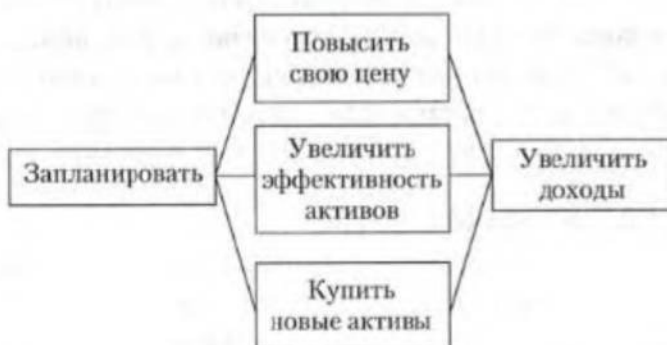 Повысить
свою цену
Запланировать
Увеличить
эффективность
активов
Увеличить
доходы
Купить
новые активы